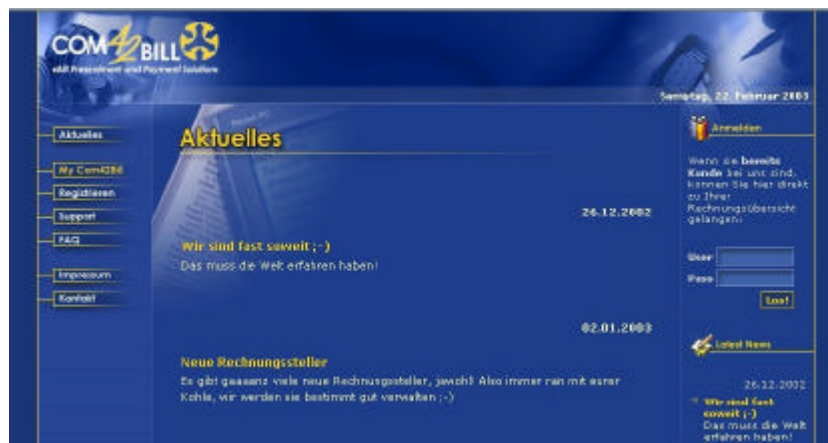 COM42BILL
eBill Presentment and Payment Solutions
Samstag, 22. Februar 2003
Aktuelles
My Com42Bill
Registrieren
Support
FAQ
Impressum
Kontakt
Aktuelles
26.12.2002
Wir sind fast soweit ;-)
Das muss die Welt erfahren haben!
02.01.2003
Neue Rechnungssteller
Es gibt gaaaanz viele neue Rechnungssteller, jawohl! Also immer ran mit eurer
Kohle, wir werden sie bestimmt gut verwalten ;-)
Anmelden
Wenn sie bereits
Kunde bei uns sind,
können Sie hier direkt
zu Ihrer
Rechnungsübersicht
gelangen:
User
Pass
Los!
Latest News
26.12.2002
Wir sind fast
soweit ;-)
Das muss die Welt
erfahren haben!